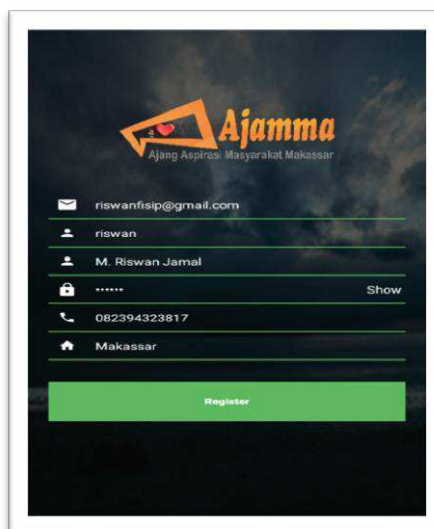 Ajamma
Ajang Aspirasi Masyarakat Makassar
riswanfisip@gmail.com
riswan
M. Riswan Jamal
•••••• Show
082394323817
Makassar
Register